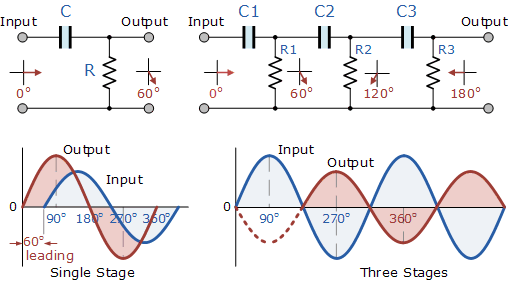 Input C Output
R
0° 60°
Input C1 C2 C3 Output
R1 R2 R3
0° 60° 120° 180°
Output
Input
0
90° 180° 270° 360°
60°
leading
Single Stage
Input
Output
0
90° 270° 360°
Three Stages